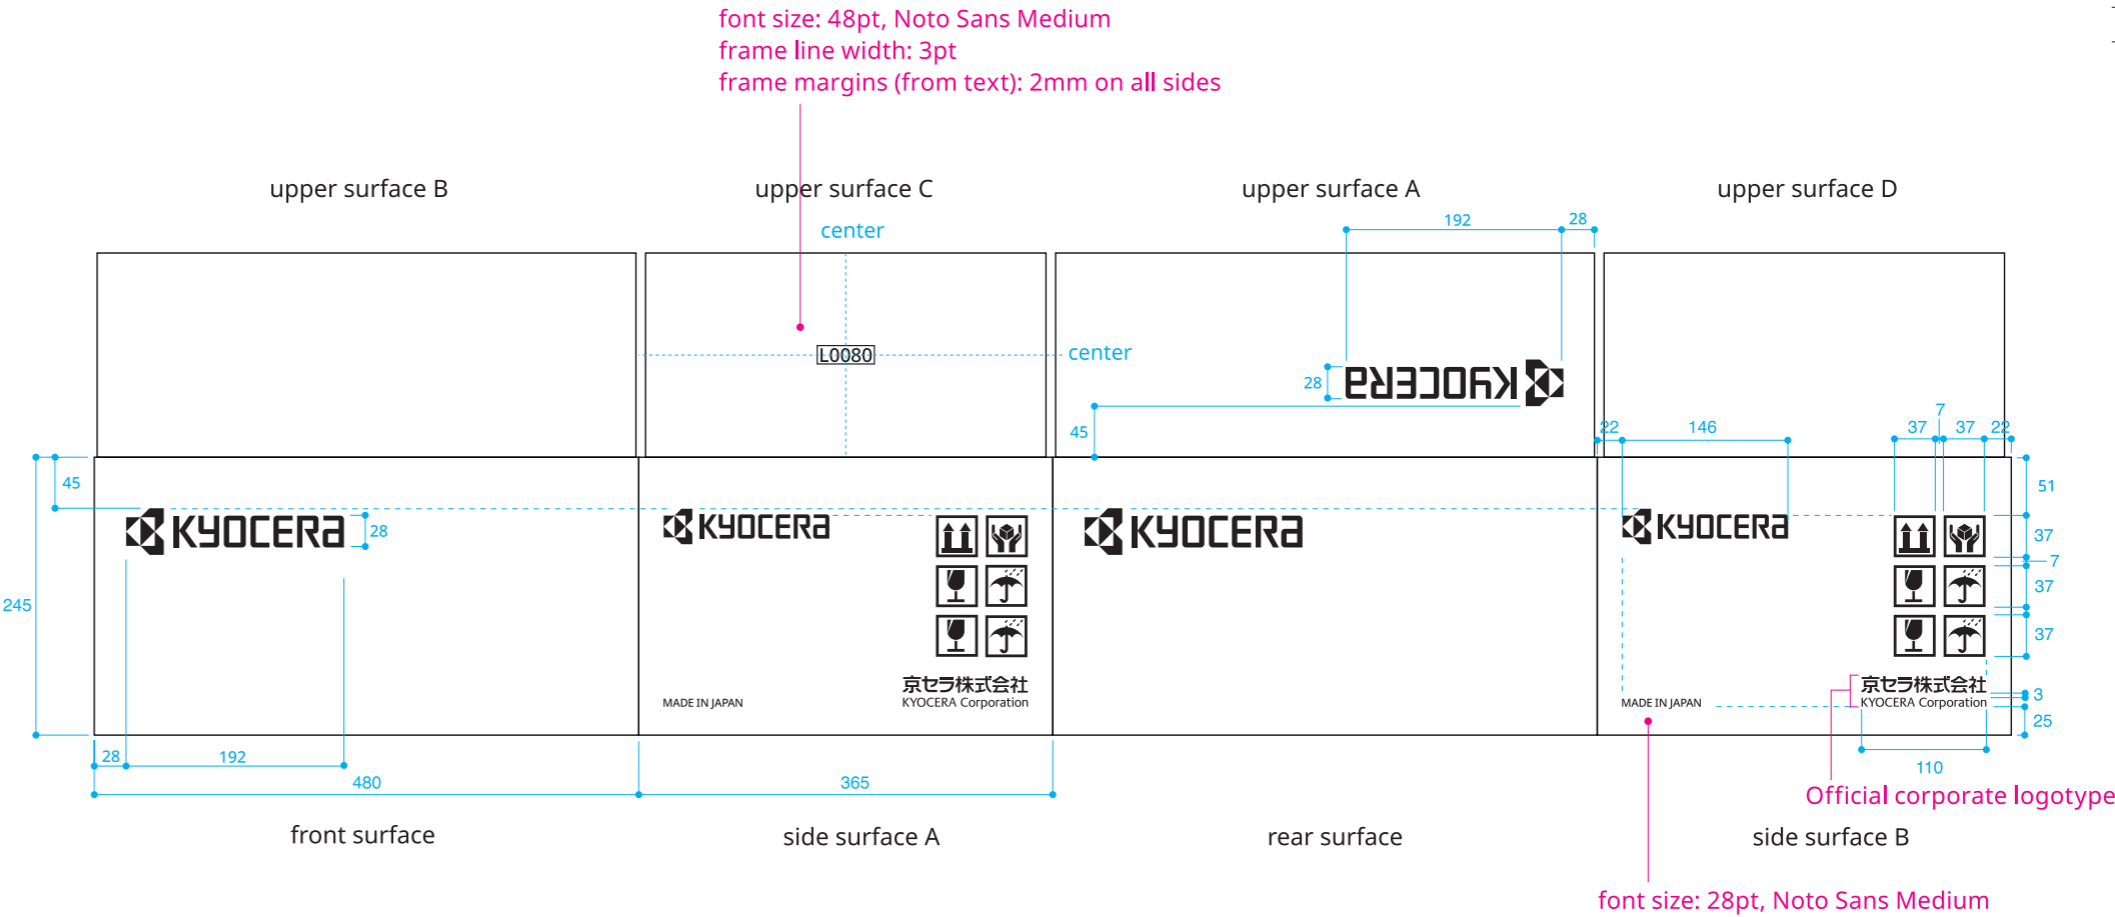 font size: 48pt, Noto Sans Medium
frame line width: 3pt
frame margins (from text): 2mm on all sides
upper surface B
upper surface C
upper surface A
upper surface D
center
192
28
L0080
center
28
KYOCERA
45
22
146
37
7
37
22
45
KYOCERA
28
KYOCERA
KYOCERA
KYOCERA
51
37
7
37
37
245
MADE IN JAPAN
京セラ株式会社
KYOCERA Corporation
MADE IN JAPAN
京セラ株式会社
KYOCERA Corporation
3
25
28
192
110
480
365
Official corporate logotype
front surface
side surface A
rear surface
side surface B
font size: 28pt, Noto Sans Medium